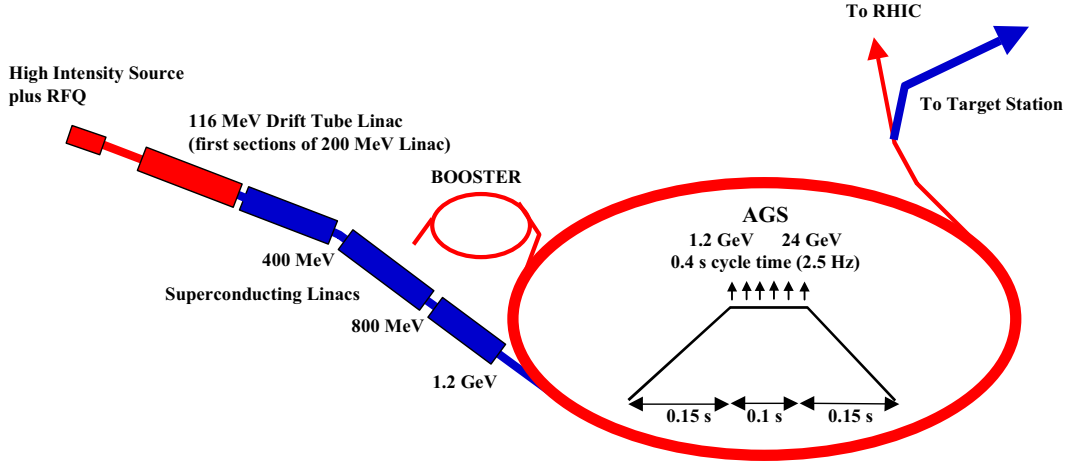 To RHIC
High Intensity Source
plus RFQ
To Target Station
116 MeV Drift Tube Linac
(first sections of 200 MeV Linac)
BOOSTER
AGS
1.2 GeV 24 GeV
0.4 s cycle time (2.5 Hz)
400 MeV
Superconducting Linacs
800 MeV
1.2 GeV
0.15 s 0.1 s 0.15 s